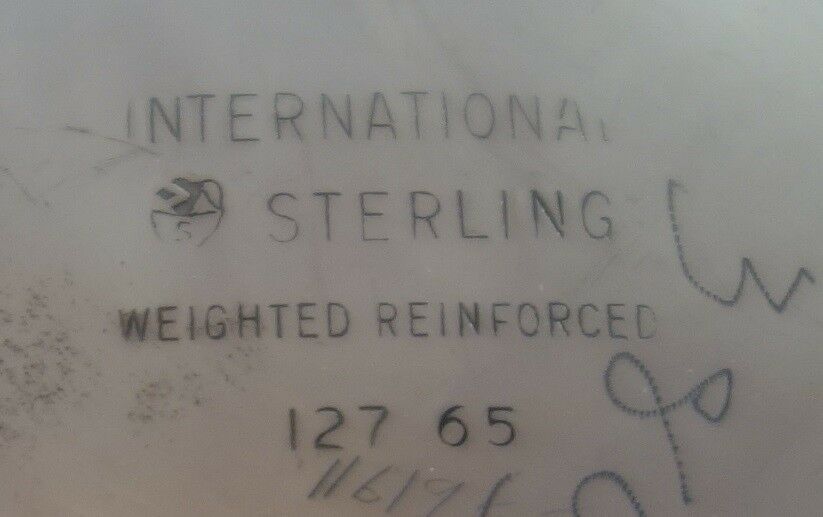 INTERNATIONAL
S STERLING
WEIGHTED REINFORCED
127 65